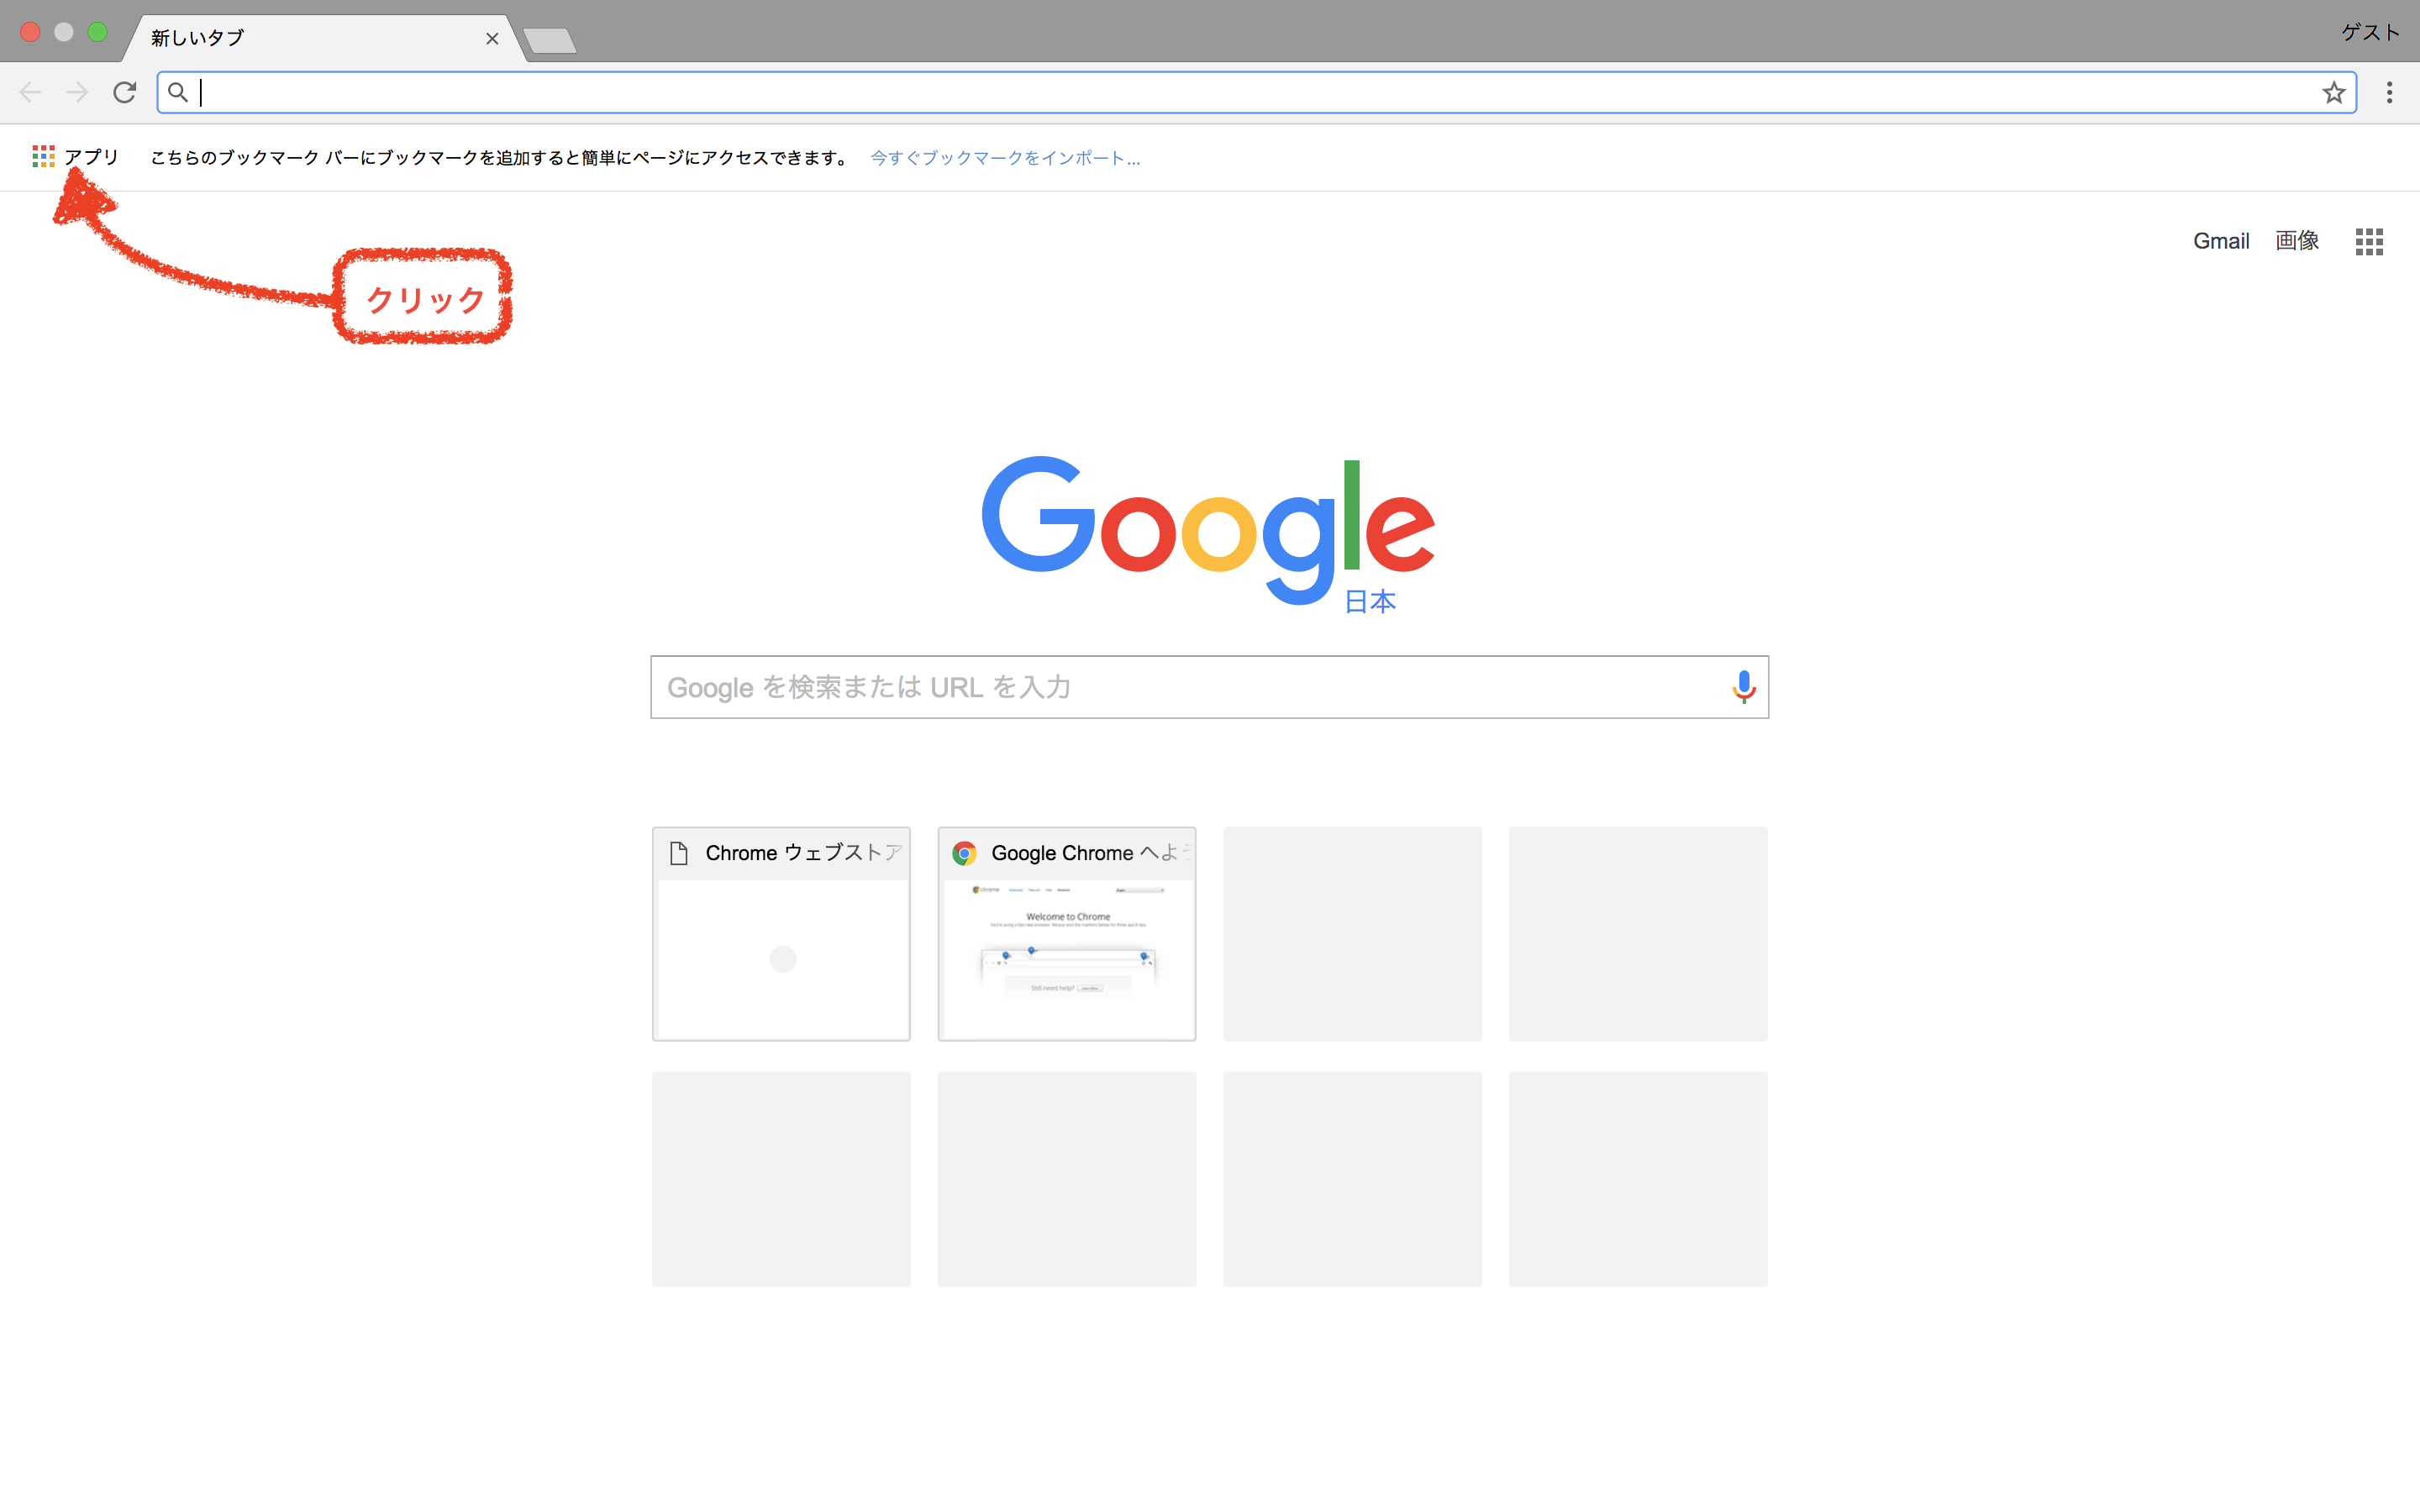 新しいタブ
ゲスト
アプリ こちらのブックマーク バーにブックマークを追加すると簡単にページにアクセスできます。 今すぐブックマークをインポート...
Gmail 画像
クリック
Google
日本
Google を検索または URL を入力
Chrome ウェブストア
Google Chrome へよう
chrome
Welcome to Chrome
Still need help?